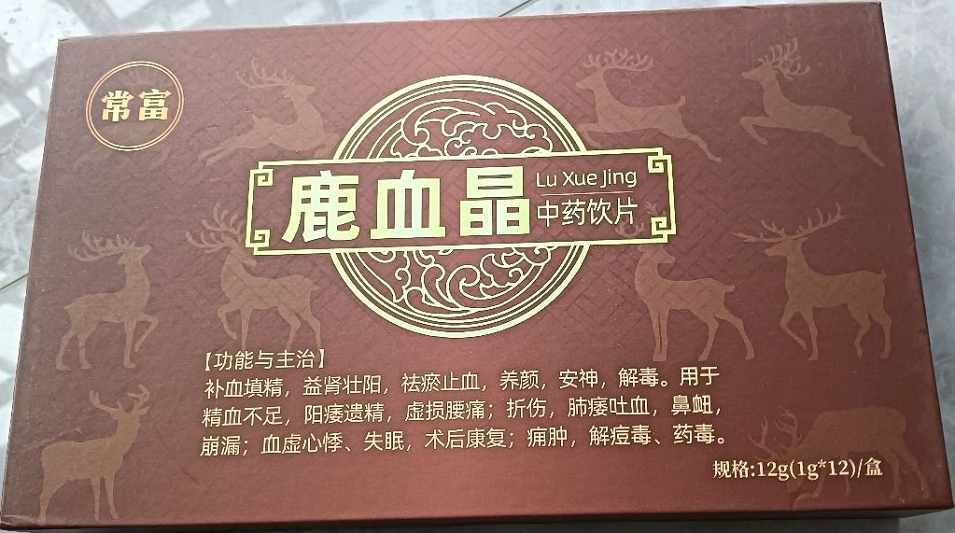 常富
鹿血晶
Lu Xue Jing
中药饮片
【功能与主治】
补血填精，益肾壮阳，祛瘀止血，养颜，安神，解毒。用于
精血不足，阳痿遗精，虚损腰痛；折伤，肺痿吐血，鼻衄，
崩漏；血虚心悸、失眠，术后康复；痈肿，解痘毒、药毒。
规格:12g(1g*12)/盒